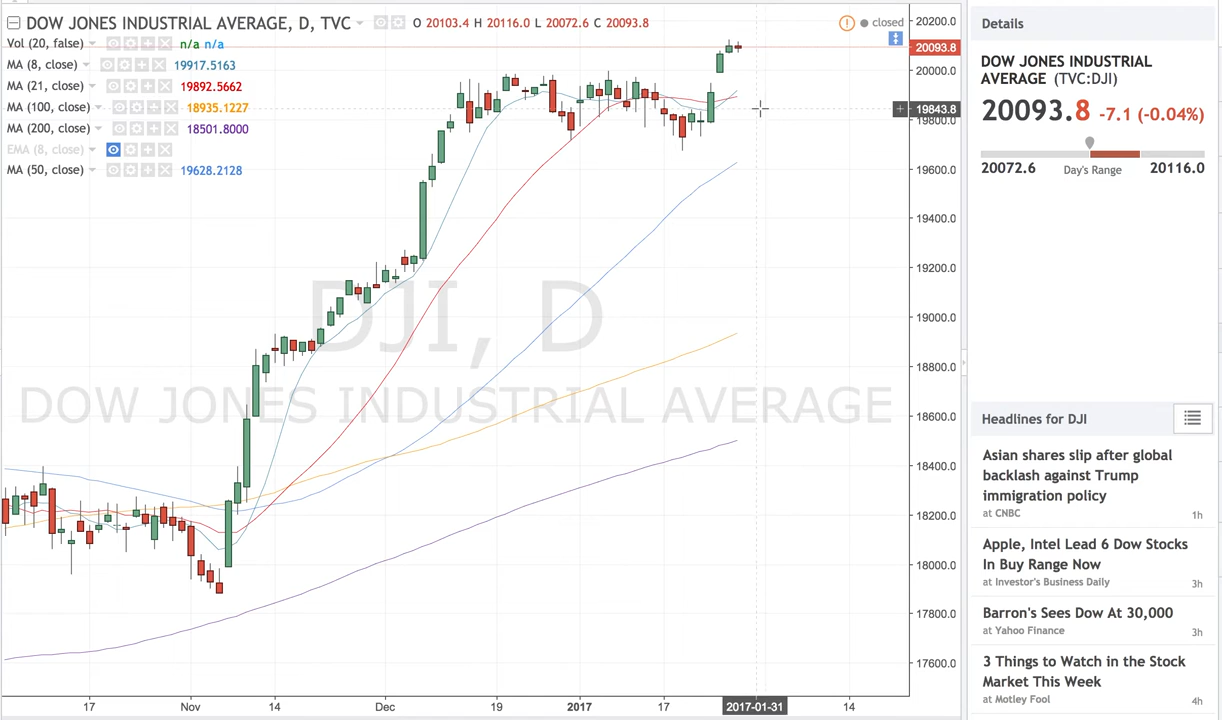 DOW JONES INDUSTRIAL AVERAGE, D, TVC O 20103.4 H 20116.0 L 20072.6 C 20093.8
closed
Vol (20, false) n/a n/a
MA (8, close) 19917.5163
MA (21, close) 19892.5662
MA (100, close) 18935.1227
MA (200, close) 18501.8000
EMA (8, close)
MA (50, close) 19628.2128
DJI, D
DOW JONES INDUSTRIAL AVERAGE
20200.0
20093.8
20000.0
19843.8
19800.0
19600.0
19400.0
19200.0
19000.0
18800.0
18600.0
18400.0
18200.0
18000.0
17800.0
17600.0
17 Nov 14 Dec 19 2017 17 2017-01-31 14
Details
DOW JONES INDUSTRIAL
AVERAGE (TVC:DJI)
20093.8 -7.1 (-0.04%)
20072.6 Day's Range 20116.0
Headlines for DJI
Asian shares slip after global
backlash against Trump
immigration policy
at CNBC 1h
Apple, Intel Lead 6 Dow Stocks
In Buy Range Now
at Investor's Business Daily 3h
Barron's Sees Dow At 30,000
at Yahoo Finance 3h
3 Things to Watch in the Stock
Market This Week
at Motley Fool 4h